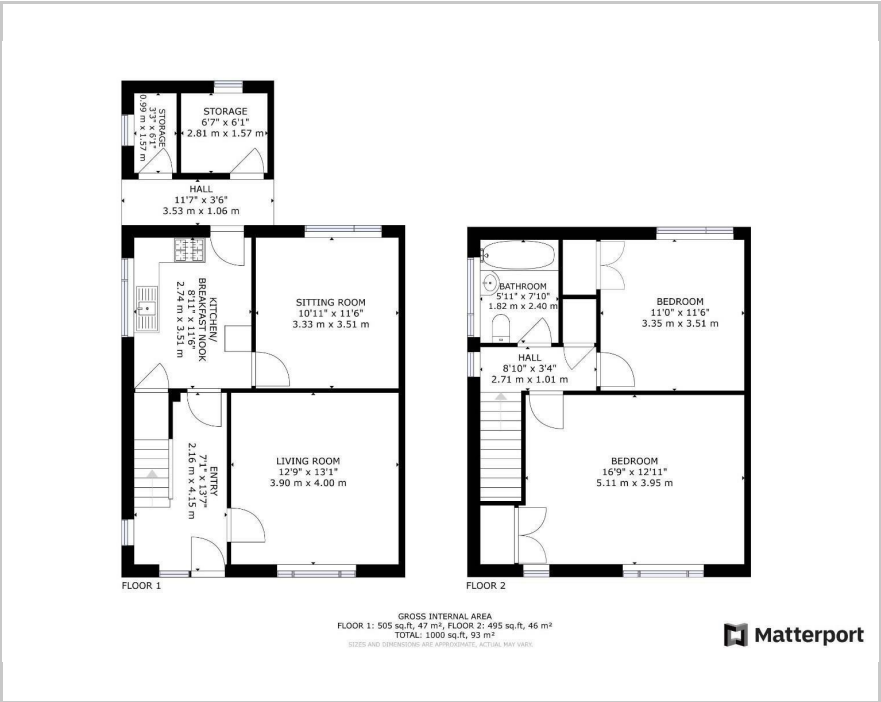 STORAGE
3'3" x 6'1"
0.99 m x 1.57 m
STORAGE
6'7" x 6'1"
2.81 m x 1.57 m
HALL
11'7" x 3'6"
3.53 m x 1.06 m
KITCHEN/
BREAKFAST NOOK
8'11" x 11'6"
2.74 m x 3.51 m
SITTING ROOM
10'11" x 11'6"
3.33 m x 3.51 m
ENTRY
7'1" x 13'7"
2.16 m x 4.15 m
LIVING ROOM
12'9" x 13'1"
3.90 m x 4.00 m
FLOOR 1
BATHROOM
5'11" x 7'10"
1.82 m x 2.40 m
BEDROOM
11'0" x 11'6"
3.35 m x 3.51 m
HALL
8'10" x 3'4"
2.71 m x 1.01 m
BEDROOM
16'9" x 12'11"
5.11 m x 3.95 m
FLOOR 2
GROSS INTERNAL AREA
FLOOR 1: 505 sq.ft, 47 m², FLOOR 2: 495 sq.ft, 46 m²
TOTAL: 1000 sq.ft, 93 m²
SIZES AND DIMENSIONS ARE APPROXIMATE, ACTUAL MAY VARY.
Matterport